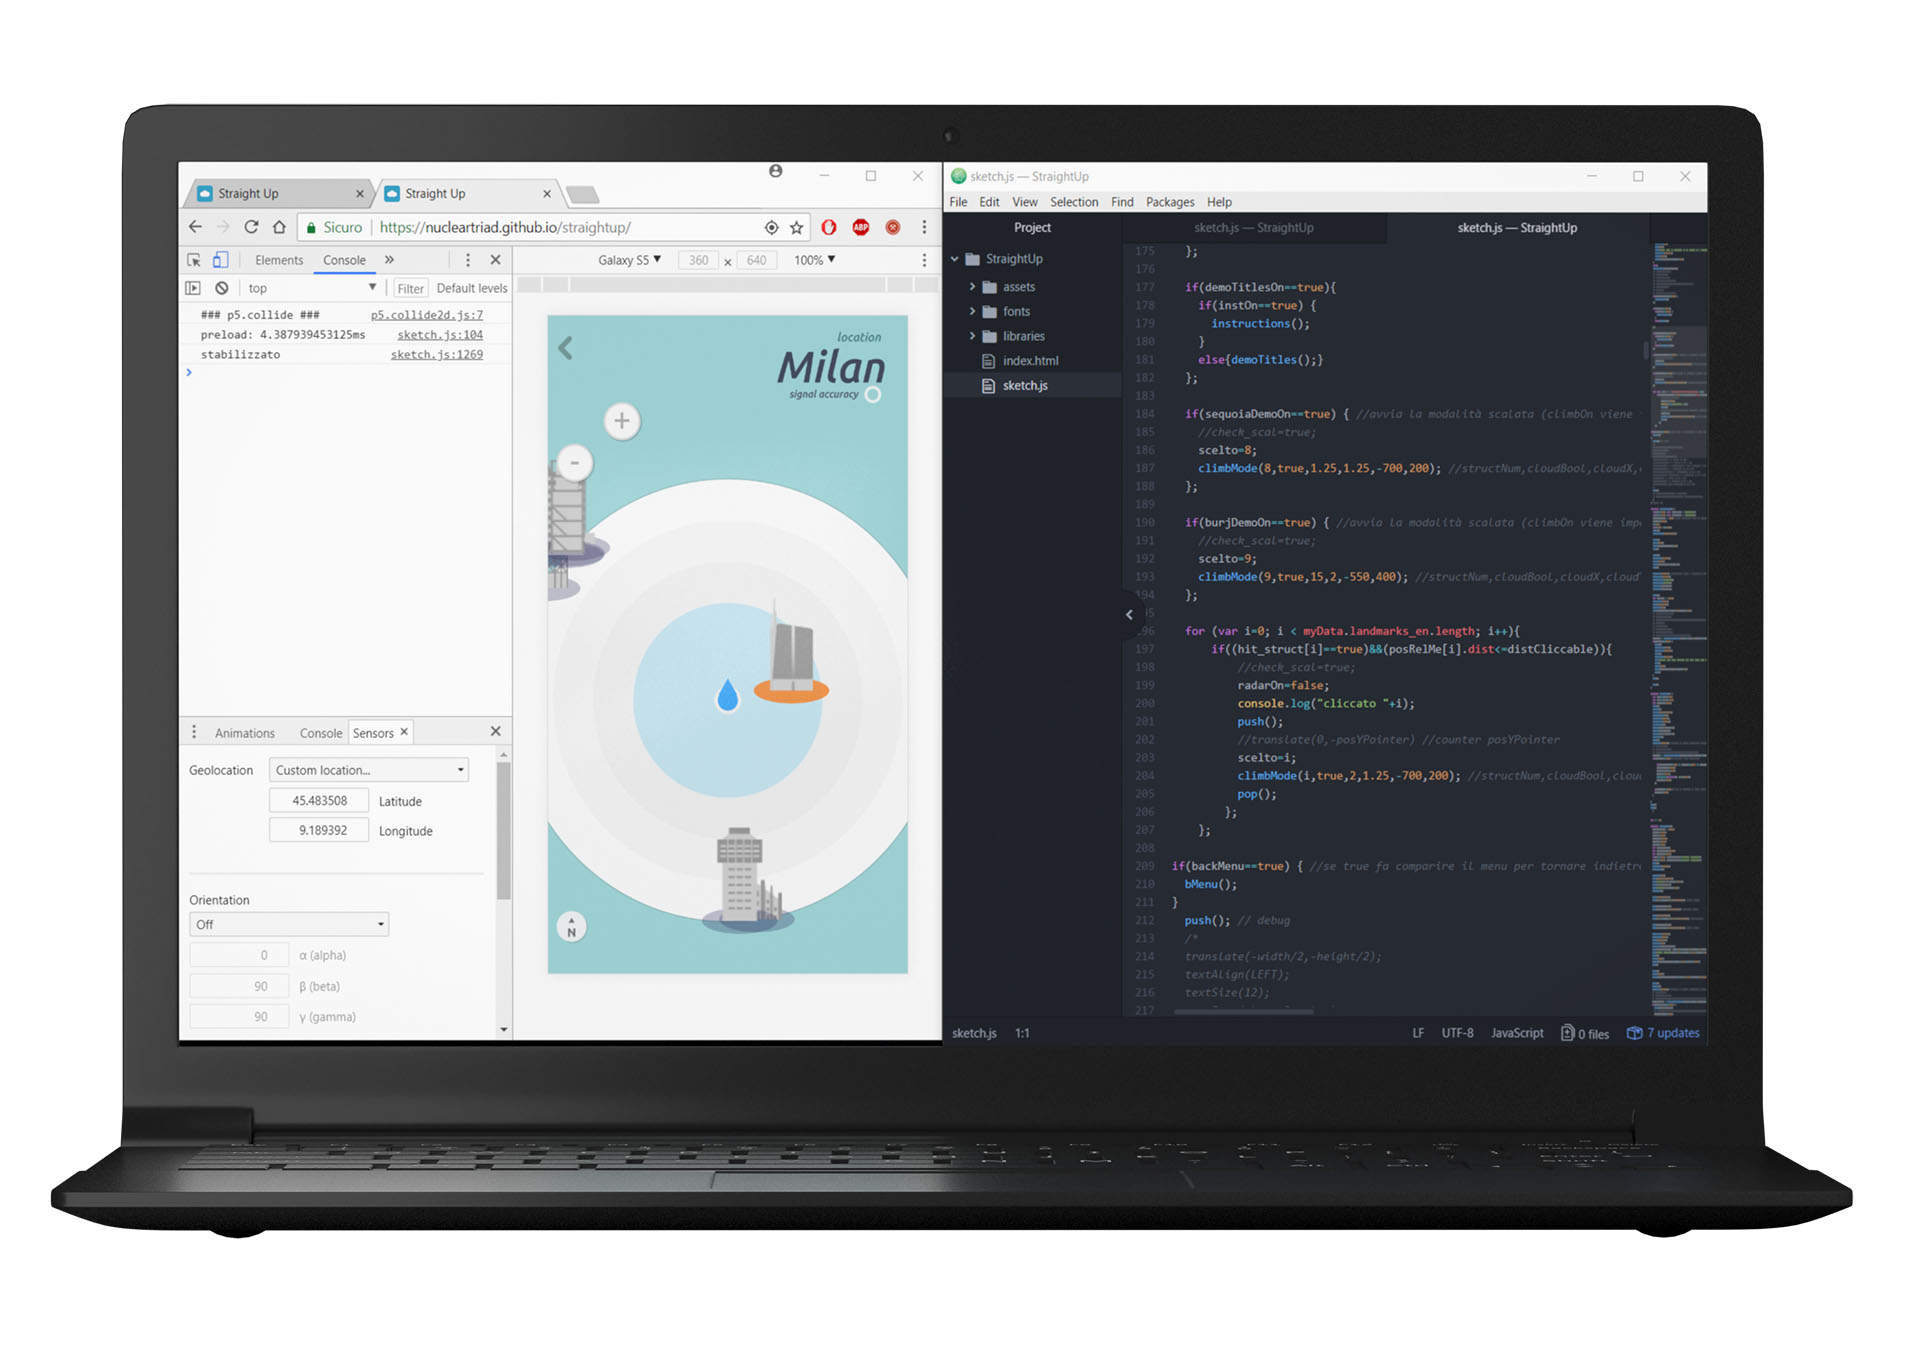 Straight Up
Straight Up
Sicuro
https://nucleartriad.github.io/straightup/
ABP
Elements
Console
Galaxy S5
360
x
640
100%
top
Filter
Default levels
### p5.collide ###
p5.collide2d.js:7
preload: 4.387939453125ms
sketch.js:104
stabilizzato
sketch.js:1269
location
Milan
signal accuracy
+
-
N
Animations
Console
Sensors
Geolocation
Custom location...
45.483508
Latitude
9.189392
Longitude
Orientation
Off
0
α (alpha)
90
β (beta)
90
γ (gamma)
sketch.js — StraightUp
File Edit View Selection Find Packages Help
Project
sketch.js — StraightUp
sketch.js — StraightUp
StraightUp
assets
fonts
libraries
index.html
sketch.js
175 };
176
177 if(demoTitlesOn==true){
178 if(instOn==true) {
179 instructions();
180 }
181 else{demoTitles();}
182 };
183
184 if(sequoiaDemoOn==true) { //avvia la modalità scalata (climbOn viene
185 //check_scal=true;
186 scelto=8;
187 climbMode(8,true,1.25,1.25,-700,200); //structNum,cloudBool,cloudX,
188 };
189
190 if(burjDemoOn==true) { //avvia la modalità scalata (climbOn viene imp
191 //check_scal=true;
192 scelto=9;
193 climbMode(9,true,15,2,-550,400); //structNum,cloudBool,cloudX,cloud
194 };
95
96 for (var i=0; i < myData.landmarks_en.length; i++){
197 if((hit_struct[i]==true)&&(posRelMe[i].dist<=distCliccable)){
198 //check_scal=true;
199 radarOn=false;
200 console.log("cliccato "+i);
201 push();
202 //translate(0,-posYPointer) //counter posYPointer
203 scelto=i;
204 climbMode(i,true,2,1.25,-700,200); //structNum,cloudBool,clou
205 pop();
206 };
207 };
208
209 if(backMenu==true) { //se true fa comparire il menu per tornare indietr
210 bMenu();
211 }
212 push(); // debug
213 /*
214 translate(-width/2,-height/2);
215 textAlign(LEFT);
216 textSize(12);
217
sketch.js 1:1
LF UTF-8 JavaScript 0 files 7 updates